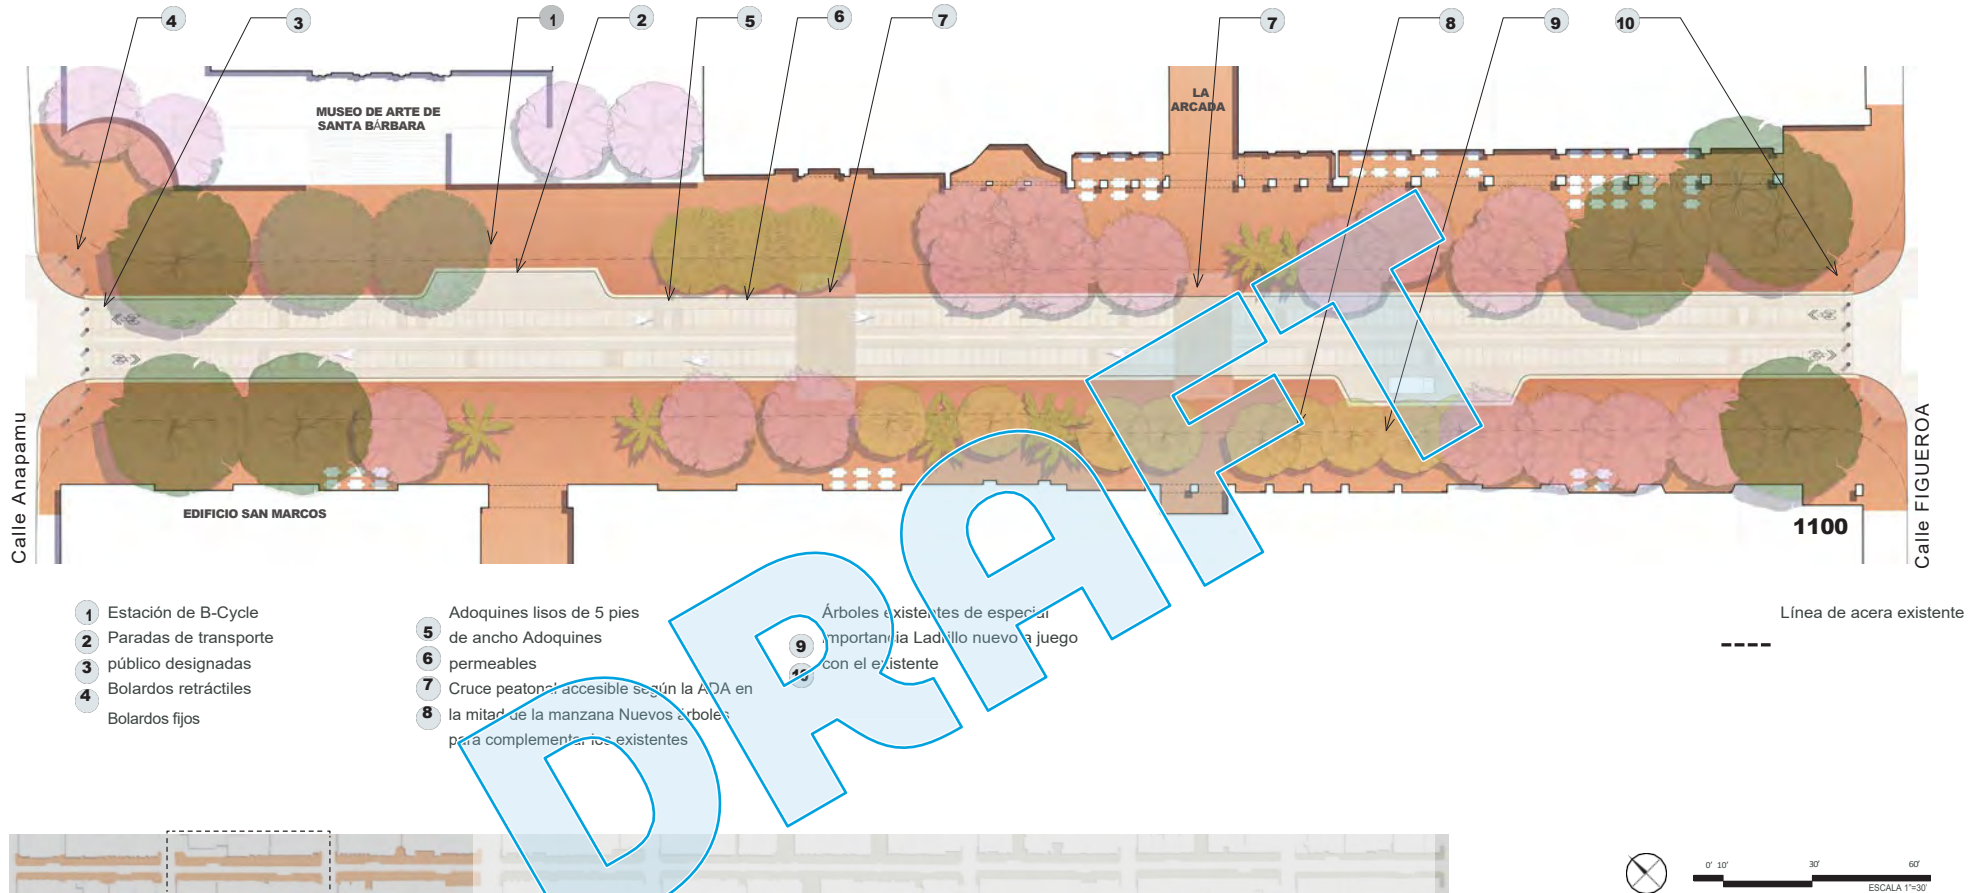 4 3 1 2 5 6 7 7 8 9 10
MUSEO DE ARTE DE
SANTA BÁRBARA
LA
ARCADA
EDIFICIO SAN MARCOS
1100
Calle Anapamu
Calle FIGUEROA
1 Estación de B-Cycle
2 Paradas de transporte
3 público designadas
4 Bolardos retráctiles
Bolardos fijos
Adoquines lisos de 5 pies
5 de ancho Adoquines
6 permeables
7 Cruce peatonal accesible según la ADA en
8 la mitad de la manzana Nuevos árboles
para complementar los existentes
Árboles existentes de especial
9 importancia Ladrillo nuevo a juego
10 con el existente
Línea de acera existente
DRAFT
0' 10' 30' 60'
ESCALA 1"=30'